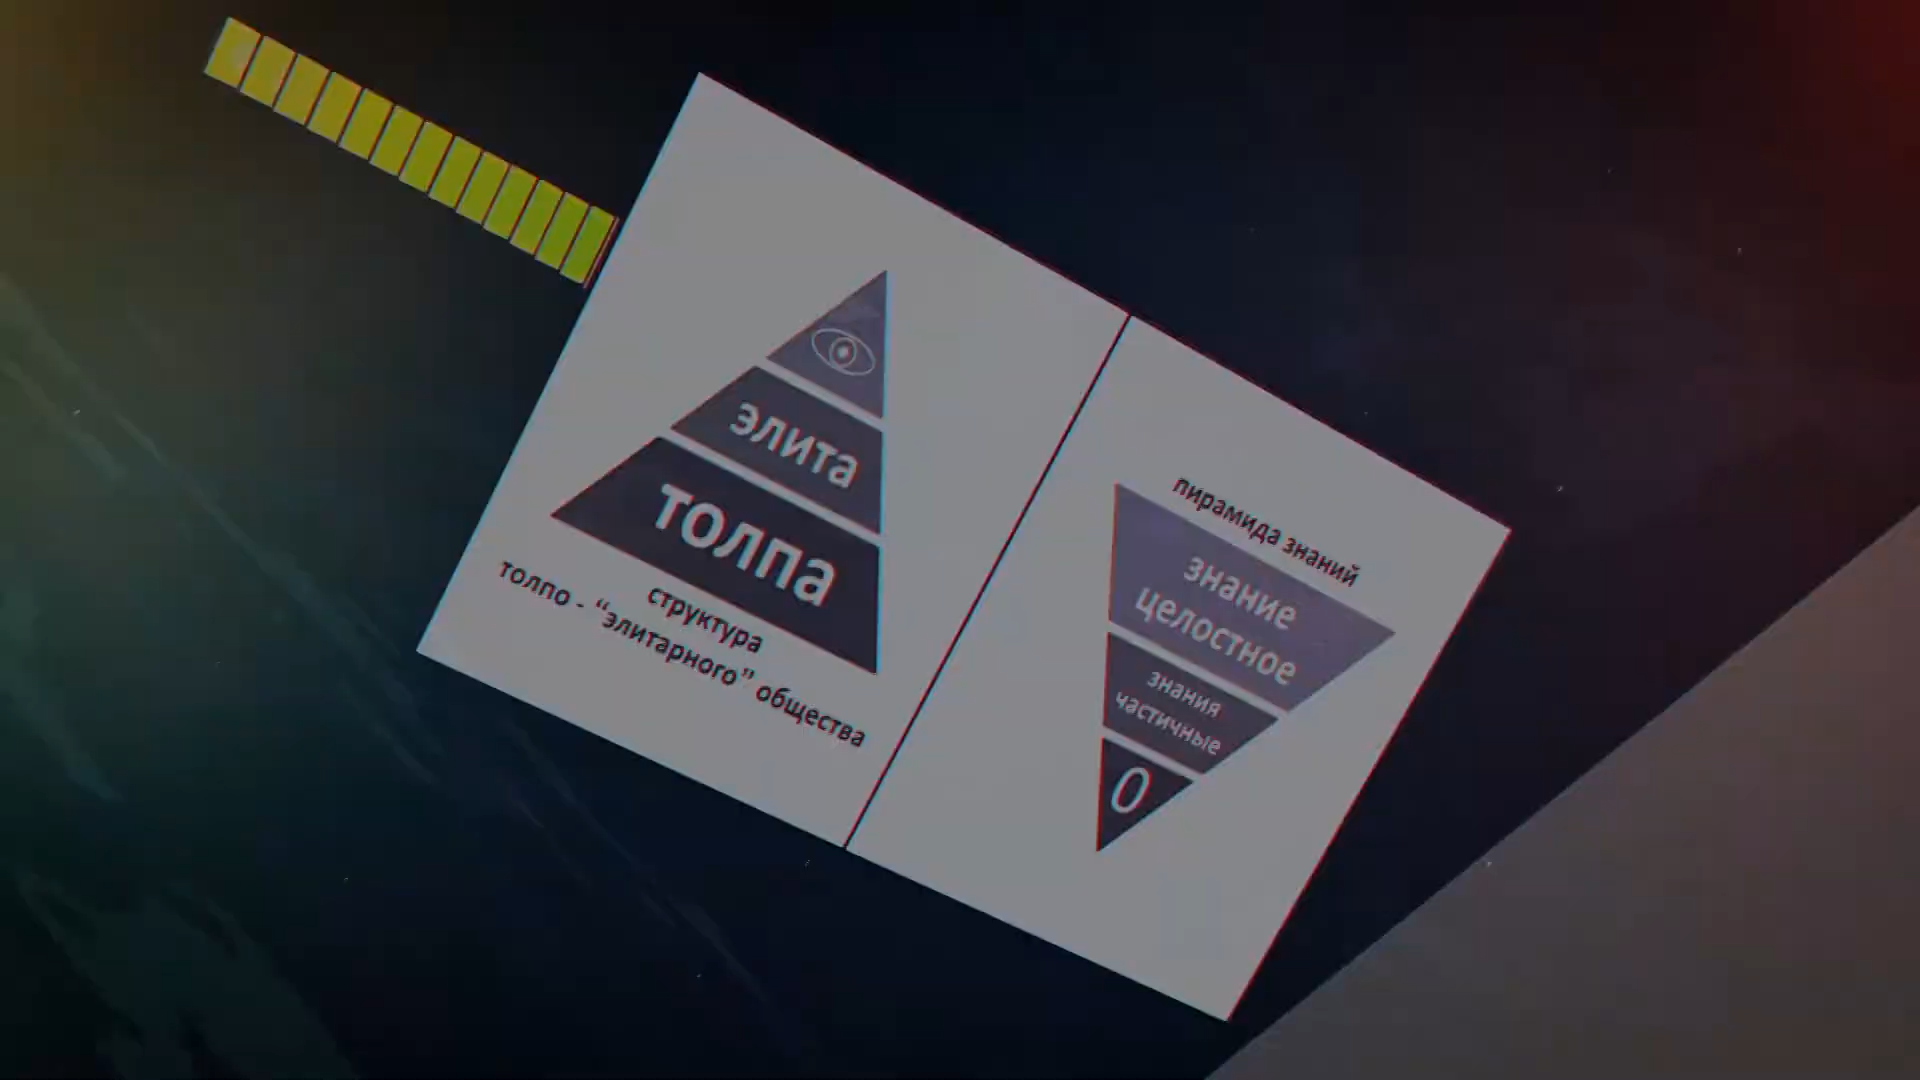 элита
толпа
структура
толпо - “элитарного” общества
пирамида знаний
знание
целостное
знания
частичные
0